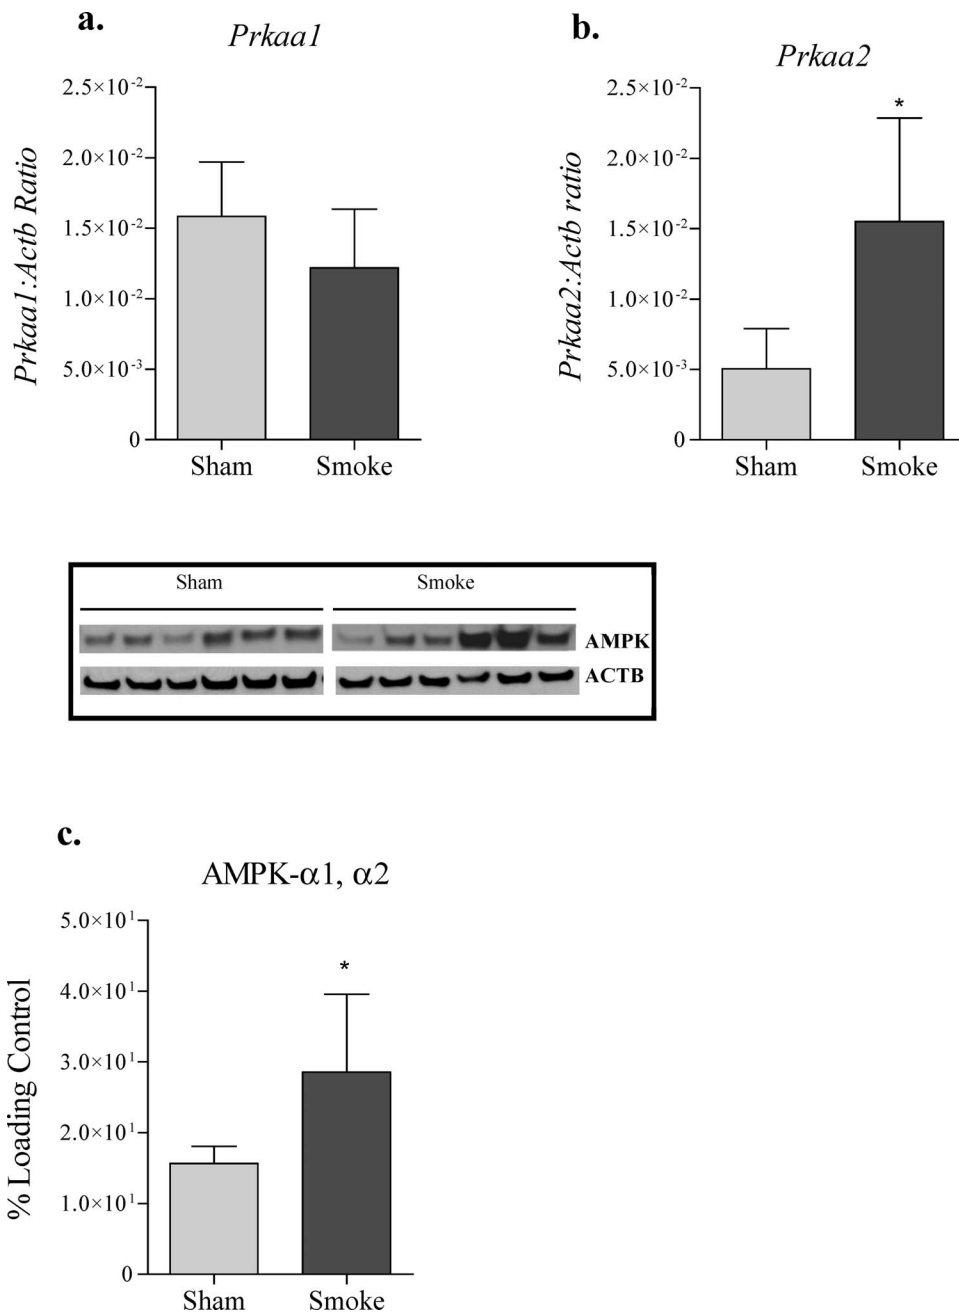 a.
Prkaa1
Prkaa1:Actb Ratio
2.5×10⁻²
2.0×10⁻²
1.5×10⁻²
1.0×10⁻²
5.0×10⁻³
0
Sham Smoke
b.
Prkaa2
Prkaa2:Actb ratio
2.5×10⁻²
2.0×10⁻²
1.5×10⁻²
1.0×10⁻²
5.0×10⁻³
0
*
Sham Smoke
Sham Smoke
AMPK
ACTB
c.
AMPK-α1, α2
% Loading Control
5.0×10¹
4.0×10¹
3.0×10¹
2.0×10¹
1.0×10¹
0
*
Sham Smoke